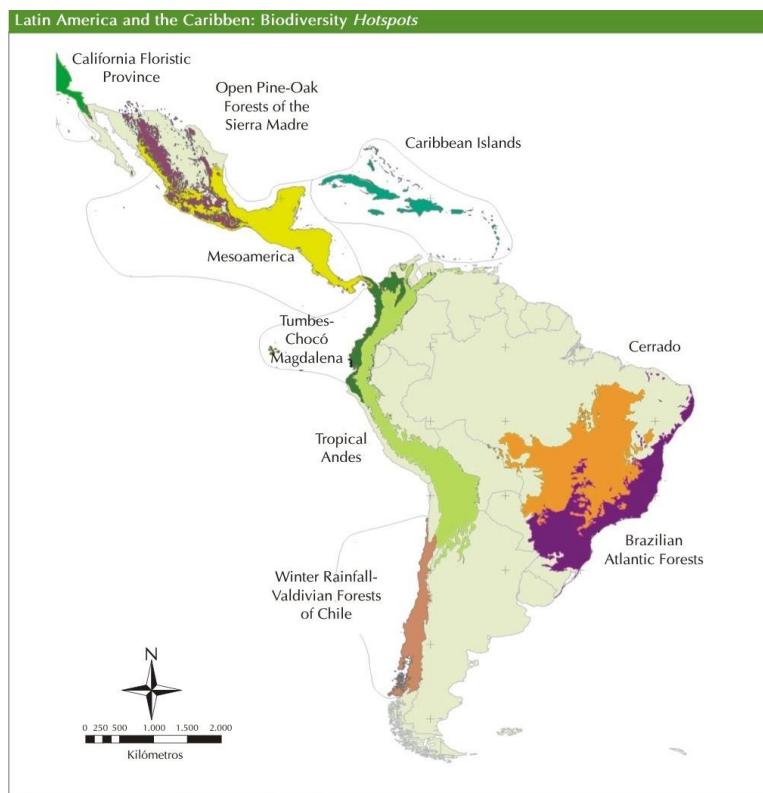 Latin America and the Caribben: Biodiversity Hotspots
California Floristic
Province
Open Pine-Oak
Forests of the
Sierra Madre
Caribbean Islands
Mesoamerica
Tumbes-
Chocó
Magdalena
Cerrado
Tropical
Andes
Brazilian
Atlantic Forests
Winter Rainfall-
Valdivian Forests
of Chile
N
0 250 500 1.000 1.500 2.000
Kilómetros